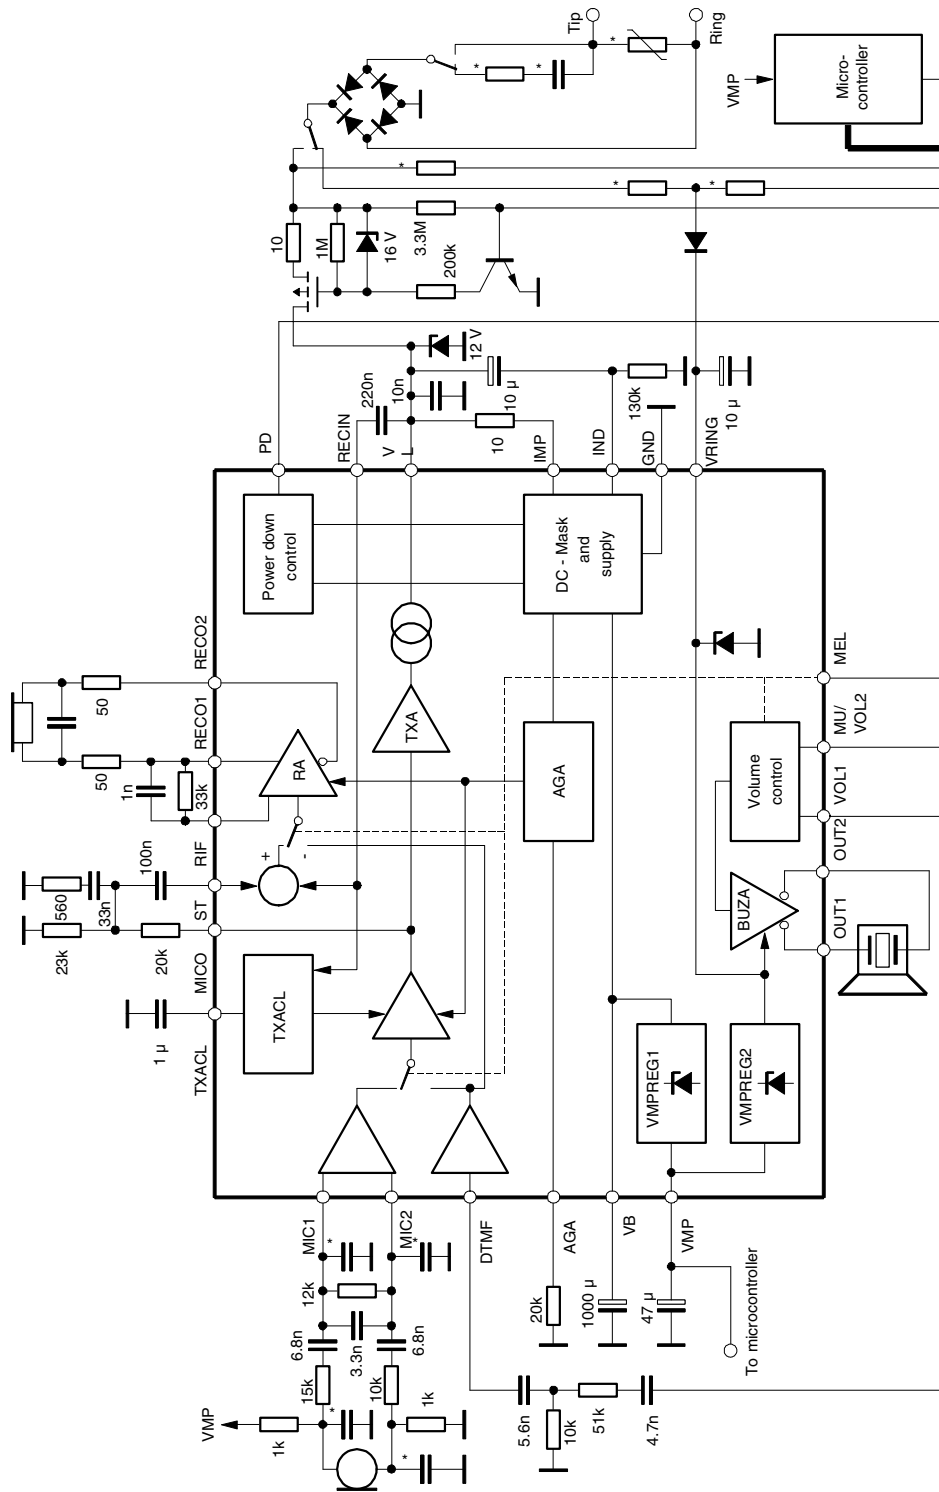 Tip
Ring
*
*
*
VMP
Micro-
controller
*
*
*
10
1M
16 V
3.3M
200k
12 V
220n
10n
10 µ
130k
10 µ
10
PD
RECIN
V
L
IMP
IND
GND
VRING
Power down
control
DC - Mask
and
supply
RECO2
RECO1
50
50
1n
33k
RIF
ST
MICO
TXACL
100n
560
33n
23k
20k
1 µ
RA
TXA
+
-
AGA
TXACL
MEL
MU/
VOL2
VOL1
OUT2
OUT1
Volume
control
BUZA
VMPREG1
VMPREG2
MIC1
MIC2
DTMF
AGA
VB
VMP
*
*
12k
6.8n
3.3n
6.8n
15k
10k
1k
VMP
1k
*
*
20k
1000 µ
47 µ
To microcontroller
5.6n
10k
51k
4.7n